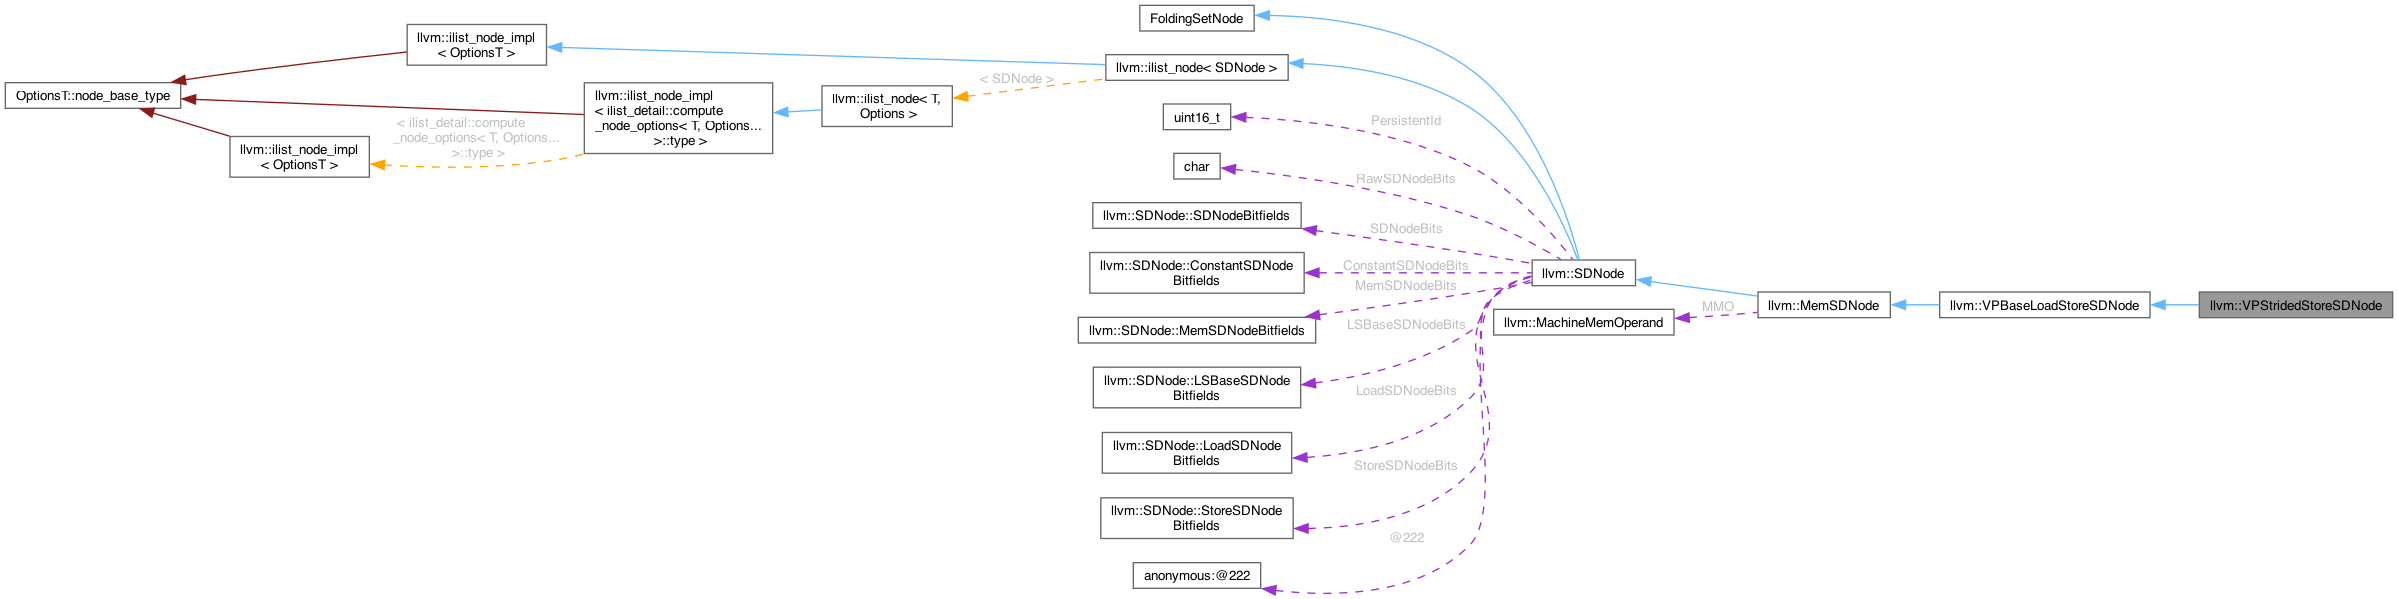 FoldingSetNode
llvm::ilist_node_impl
< OptionsT >
llvm::ilist_node< SDNode >
< SDNode >
OptionsT::node_base_type
llvm::ilist_node_impl
< ilist_detail::compute
_node_options< T, Options...
>::type >
llvm::ilist_node< T,
Options >
< ilist_detail::compute
_node_options< T, Options...
>::type >
llvm::ilist_node_impl
< OptionsT >
uint16_t
PersistentId
char
RawSDNodeBits
llvm::SDNode::SDNodeBitfields
SDNodeBits
llvm::SDNode::ConstantSDNode
Bitfields
ConstantSDNodeBits
llvm::SDNode
MemSDNodeBits
llvm::SDNode::MemSDNodeBitfields
LSBaseSDNodeBits
llvm::MachineMemOperand
MMO
llvm::MemSDNode
llvm::VPBaseLoadStoreSDNode
llvm::VPStridedStoreSDNode
llvm::SDNode::LSBaseSDNode
Bitfields
LoadSDNodeBits
llvm::SDNode::LoadSDNode
Bitfields
StoreSDNodeBits
llvm::SDNode::StoreSDNode
Bitfields
@222
anonymous:@222